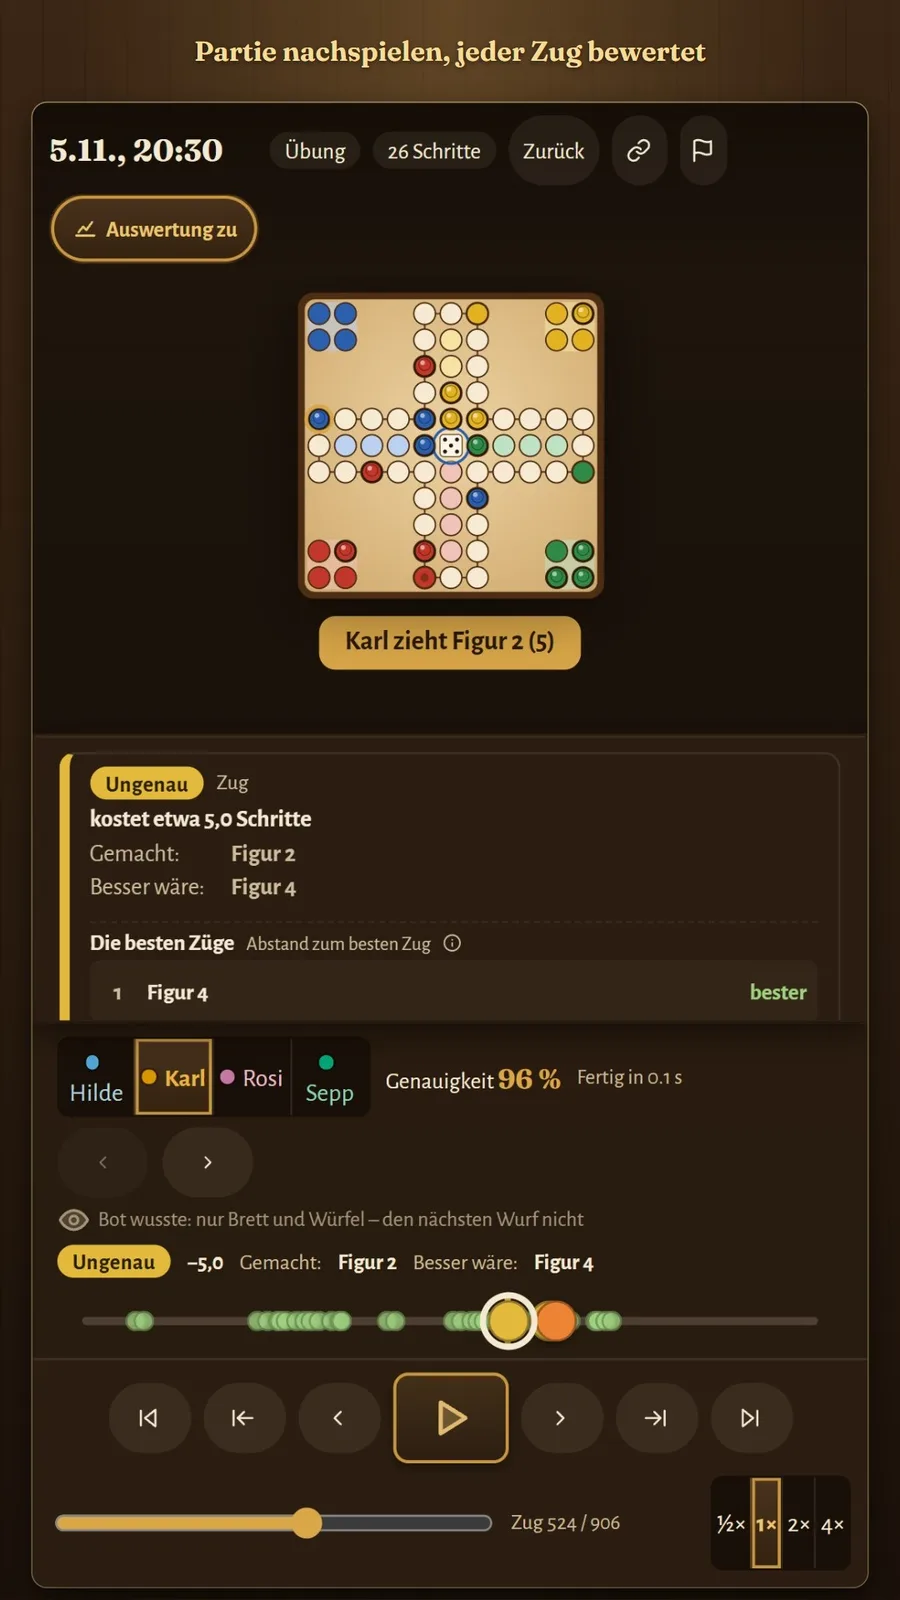 Partie nachspielen, jeder Zug bewertet
5.11., 20:30 Übung 26 Schritte Zurück
Auswertung zu
Karl zieht Figur 2 (5)
Ungenau Zug
kostet etwa 5,0 Schritte
Gemacht: Figur 2
Besser wäre: Figur 4
Die besten Züge Abstand zum besten Zug
1 Figur 4 bester
Hilde Karl Rosi Sepp Genauigkeit 96 % Fertig in 0.1 s
Bot wusste: nur Brett und Würfel – den nächsten Wurf nicht
Ungenau −5,0 Gemacht: Figur 2 Besser wäre: Figur 4
Zug 524 / 906 ½× 1× 2× 4×